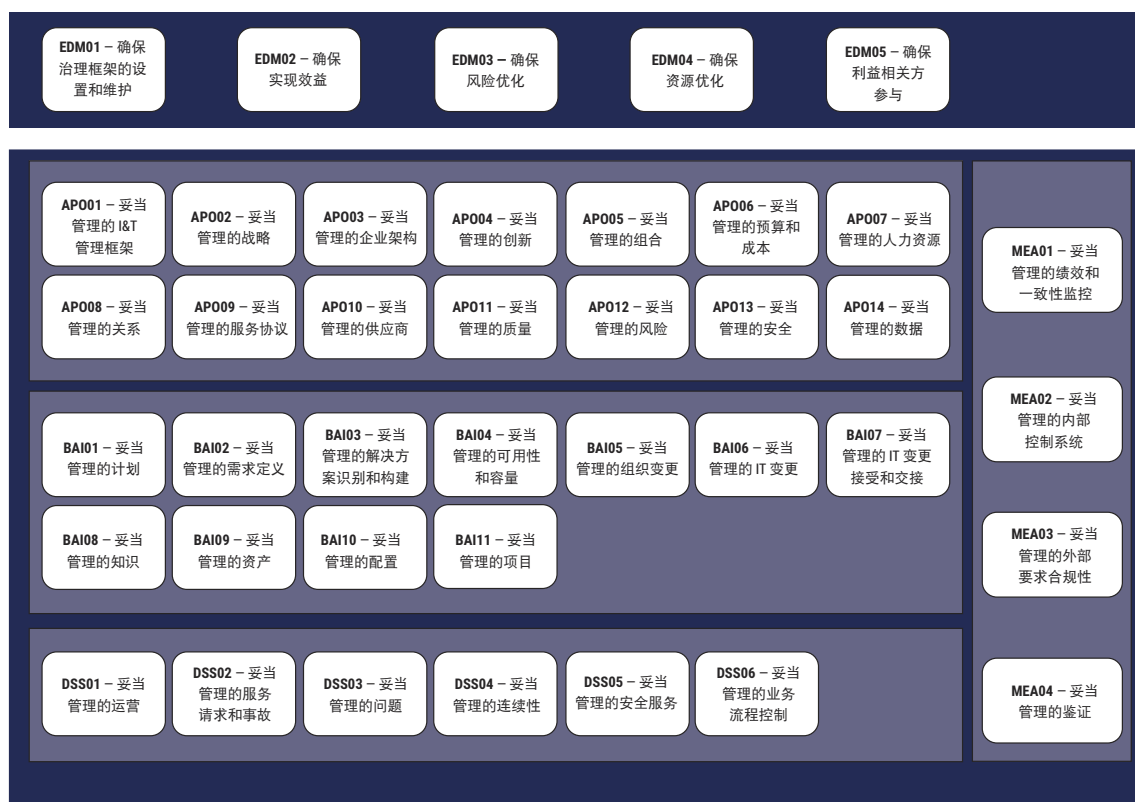 EDM01 – 确保
治理框架的设
置和维护
EDM02 – 确保
实现效益
EDM03 – 确保
风险优化
EDM04 – 确保
资源优化
EDM05 – 确保
利益相关方
参与
APO01 – 妥当
管理的 I&T
管理框架
APO02 – 妥当
管理的战略
APO03 – 妥当
管理的企业架构
APO04 – 妥当
管理的创新
APO05 – 妥当
管理的组合
APO06 – 妥当
管理的预算和
成本
APO07 – 妥当
管理的人力资源
APO08 – 妥当
管理的关系
APO09 – 妥当
管理的服务协议
APO10 – 妥当
管理的供应商
APO11 – 妥当
管理的质量
APO12 – 妥当
管理的风险
APO13 – 妥当
管理的安全
APO14 – 妥当
管理的数据
BAI01 – 妥当
管理的计划
BAI02 – 妥当
管理的需求定义
BAI03 – 妥当
管理的解决方
案识别和构建
BAI04 – 妥当
管理的可用性
和容量
BAI05 – 妥当
管理的组织变更
BAI06 – 妥当
管理的 IT 变更
BAI07 – 妥当
管理的 IT 变更
接受和交接
BAI08 – 妥当
管理的知识
BAI09 – 妥当
管理的资产
BAI10 – 妥当
管理的配置
BAI11 – 妥当
管理的项目
DSS01 – 妥当
管理的运营
DSS02 – 妥当
管理的服务
请求和事故
DSS03 – 妥当
管理的问题
DSS04 – 妥当
管理的连续性
DSS05 – 妥当
管理的安全服务
DSS06 – 妥当
管理的业务
流程控制
MEA01 – 妥当
管理的绩效和
一致性监控
MEA02 – 妥当
管理的内部
控制系统
MEA03 – 妥当
管理的外部
要求合规性
MEA04 – 妥当
管理的鉴证